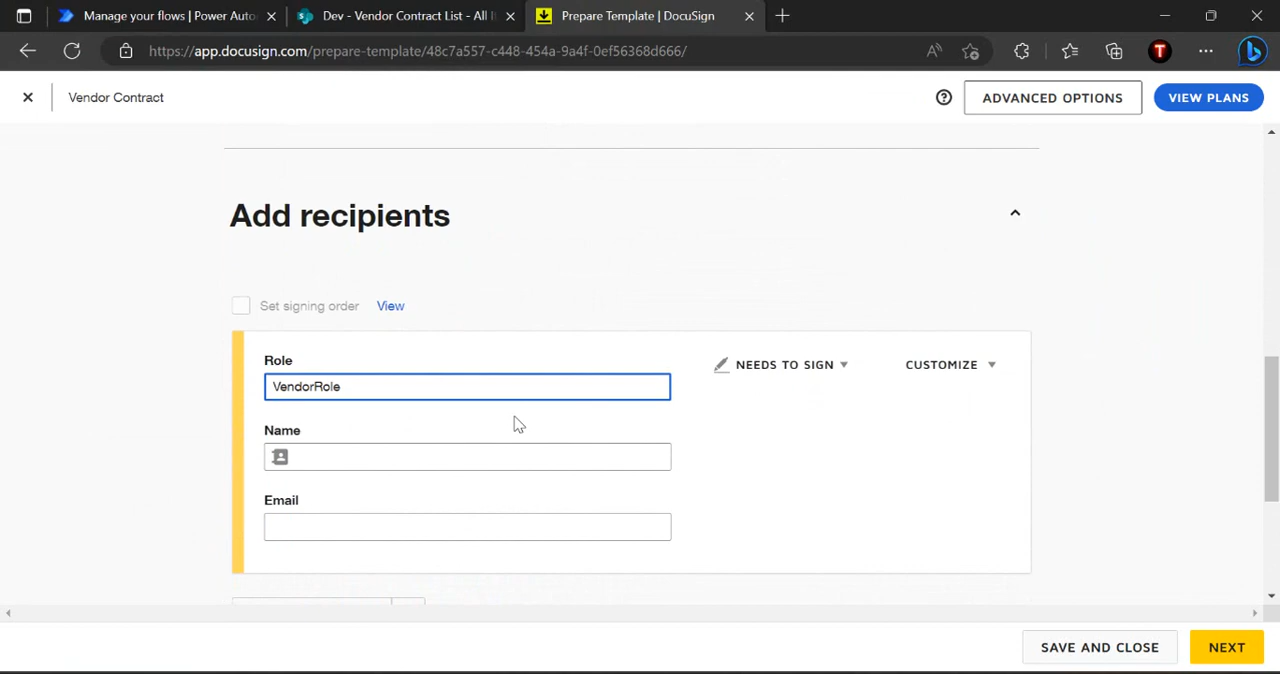 Manage your flows | Power Auto
Dev - Vendor Contract List - All It
Prepare Template | DocuSign
https://app.docusign.com/prepare-template/48c7a557-c448-454a-9a4f-0ef56368d666/
T
Vendor Contract
ADVANCED OPTIONS
VIEW PLANS
Add recipients
Set signing order View
Role
VendorRole
NEEDS TO SIGN
CUSTOMIZE
Name
Email
SAVE AND CLOSE
NEXT